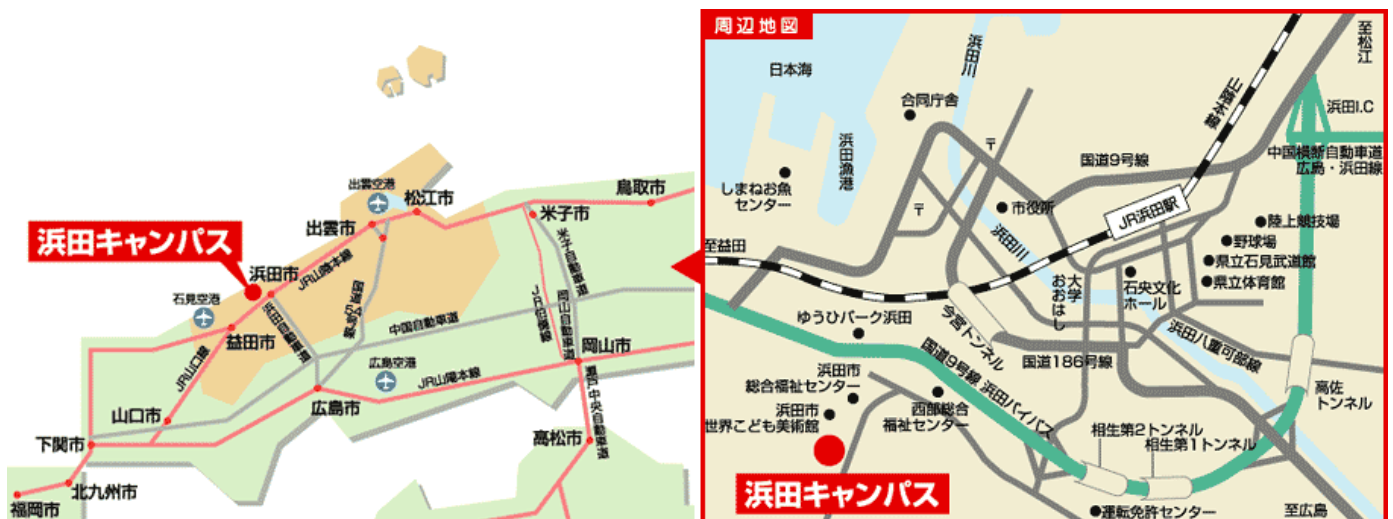 出雲空港
松江市
鳥取市
出雲市
米子市
浜田キャンパス
浜田市
JR山陰本線
米子自動車道
石見空港
浜田自動車道
国道54号線
JR伯備線
岡山自動車道
中国自動車道
益田市
岡山市
JR山口線
広島空港
JR山陽本線
瀬戸中央自動車道
山口市
広島市
下関市
高松市
北九州市
福岡市
周辺地図
至松江
日本海
浜田川
山陰本線
合同庁舎
浜田I.C
浜田漁港
〒
国道9号線
中国横断自動車道
広島・浜田線
しまねお魚
センター
〒
市役所
JR浜田駅
陸上競技場
至益田
浜田川
野球場
県立石見武道館
大学
おおはし
石央文化
ホール
県立体育館
ゆうひパーク浜田
今宮トンネル
浜田八重可部線
国道186号線
国道9号線 浜田バイパス
浜田市
総合福祉センター
高佐
トンネル
浜田市
世界こども美術館
西部総合
福祉センター
相生第2トンネル
相生第1トンネル
浜田キャンパス
運転免許センター
至広島